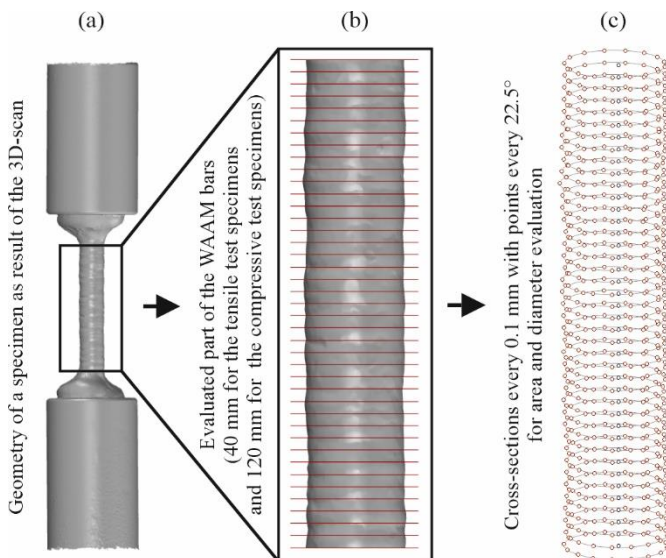 (a)
(b)
(c)
Geometry of a specimen as result of the 3D-scan
Evaluated part of the WAAM bars
(40 mm for the tensile test specimens
and 120 mm for the compressive test specimens)
Cross-sections every 0.1 mm with points every 22.5°
for area and diameter evaluation